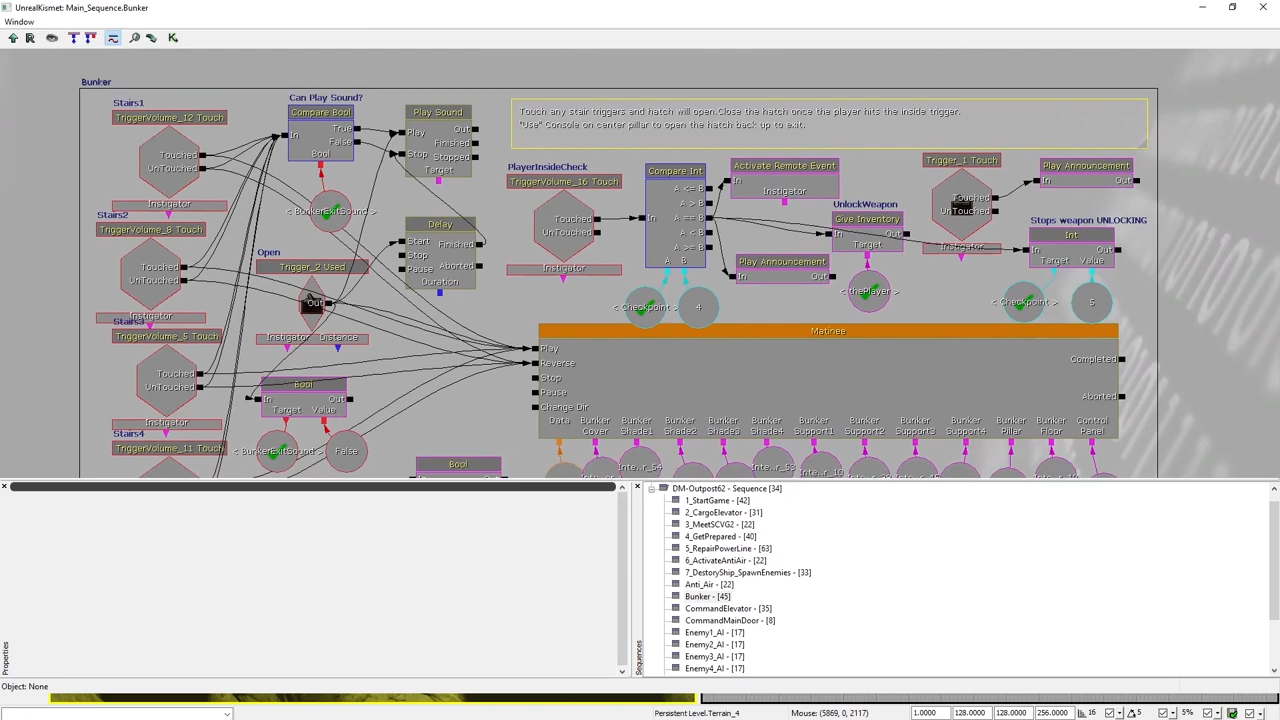 UnrealKismet: Main_Sequence.Bunker
Window
Bunker
Stairs1
TriggerVolume_12 Touch
Touched
UnTouched
Instigator
Can Play Sound?
Compare Bool
In
True
False
Bool
< BunkerExitSound >
Play Sound
Play
Stop
Out
Finished
Stopped
Target
Touch any stair triggers and hatch will open.Close the hatch once the player hits the inside trigger.
"Use" Console on center pillar to open the hatch back up to exit.
Stairs2
TriggerVolume_8 Touch
Touched
UnTouched
Instigator
Open
Trigger_2 Used
Out
Instigator
Distance
Delay
Start
Stop
Pause
Finished
Aborted
Duration
PlayerInsideCheck
TriggerVolume_16 Touch
Touched
UnTouched
Instigator
Compare Int
In
A <= B
A > B
A == B
A < B
A >= B
A B
< Checkpoint >
4
Activate Remote Event
In
Instigator
UnlockWeapon
Give Inventory
In
Out
Target
< thePlayer >
Play Announcement
In
Out
Trigger_1 Touch
Touched
UnTouched
Instigator
Play Announcement
In
Out
Stops weapon UNLOCKING
Int
In
Out
Target
Value
< Checkpoint >
5
Stairs3
TriggerVolume_5 Touch
Touched
UnTouched
Instigator
Bool
In
Out
Target
Value
< BunkerExitSound >
False
Stairs4
TriggerVolume_11 Touch
Bool
Matinee
Play
Reverse
Stop
Pause
Change Dir
Completed
Aborted
Data
Bunker Cover
Bunker Shade1
Bunker Shade2
Bunker Shade3
Bunker Shade4
Bunker Support1
Bunker Support2
Bunker Support3
Bunker Support4
Bunker Pillar
Bunker Floor
Control Panel
Inte..r_54
Inte..r_53
Inte..r_10
Properties
Sequences
DM-Outpost62 - Sequence [34]
1_StartGame - [42]
2_CargoElevator - [31]
3_MeetSCVG2 - [22]
4_GetPrepared - [40]
5_RepairPowerLine - [63]
6_ActivateAntiAir - [22]
7_DestoryShip_SpawnEnemies - [33]
Anti_Air - [22]
Bunker - [45]
CommandElevator - [35]
CommandMainDoor - [8]
Enemy1_AI - [17]
Enemy2_AI - [17]
Enemy3_AI - [17]
Enemy4_AI - [17]
Object: None
Persistent Level.Terrain_4
Mouse: (5869, 0, 2117)
1.0000
128.0000
128.0000
256.0000
16
5
5%